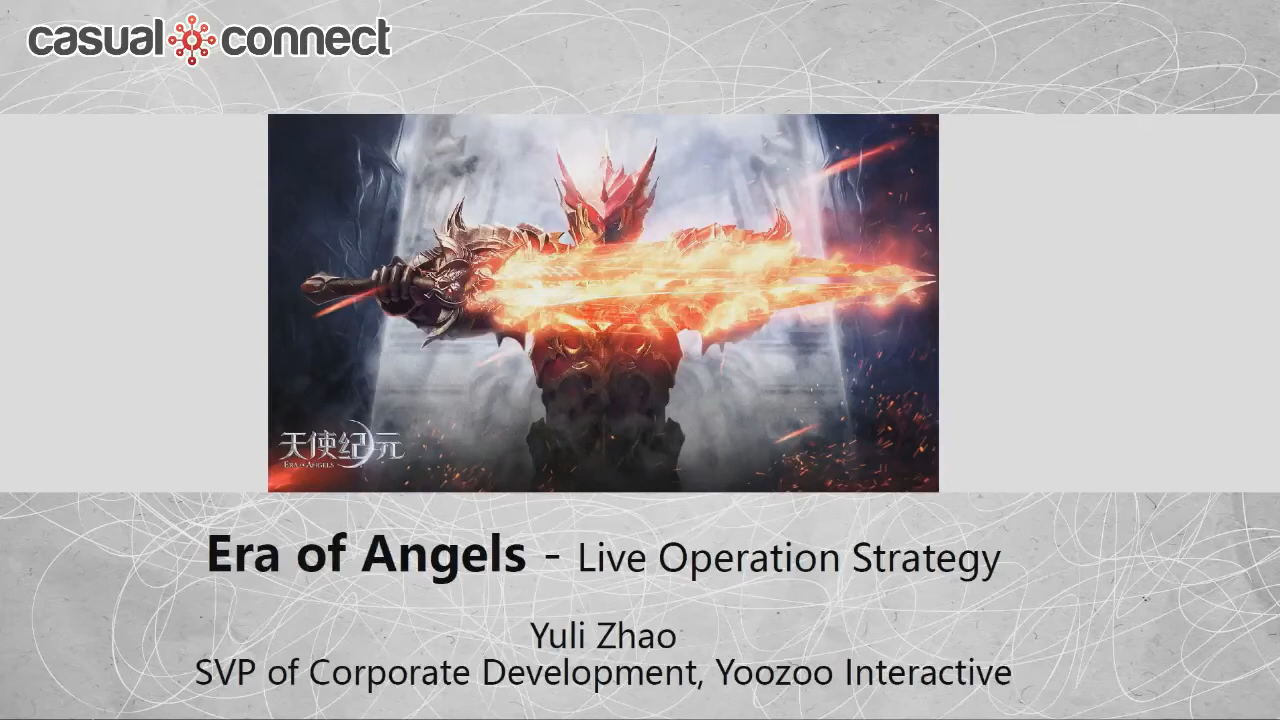 casual connect
天使纪元
ERA OF ANGELS
Era of Angels - Live Operation Strategy
Yuli Zhao
SVP of Corporate Development, Yoozoo Interactive